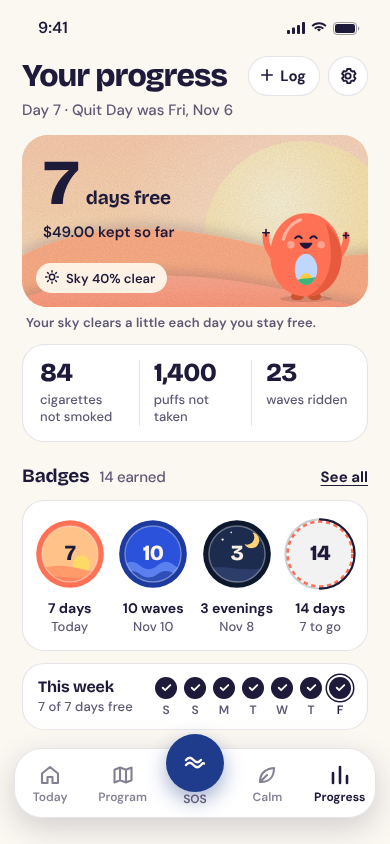 9:41
Your progress
+ Log
Day 7 · Quit Day was Fri, Nov 6
7 days free
$49.00 kept so far
Sky 40% clear
Your sky clears a little each day you stay free.
84
cigarettes
not smoked
1,400
puffs not
taken
23
waves ridden
Badges 14 earned
See all
7
10
3
14
7 days
10 waves
3 evenings
14 days
Today
Nov 10
Nov 8
7 to go
This week
7 of 7 days free
S S M T W T F
Today
Program
SOS
Calm
Progress